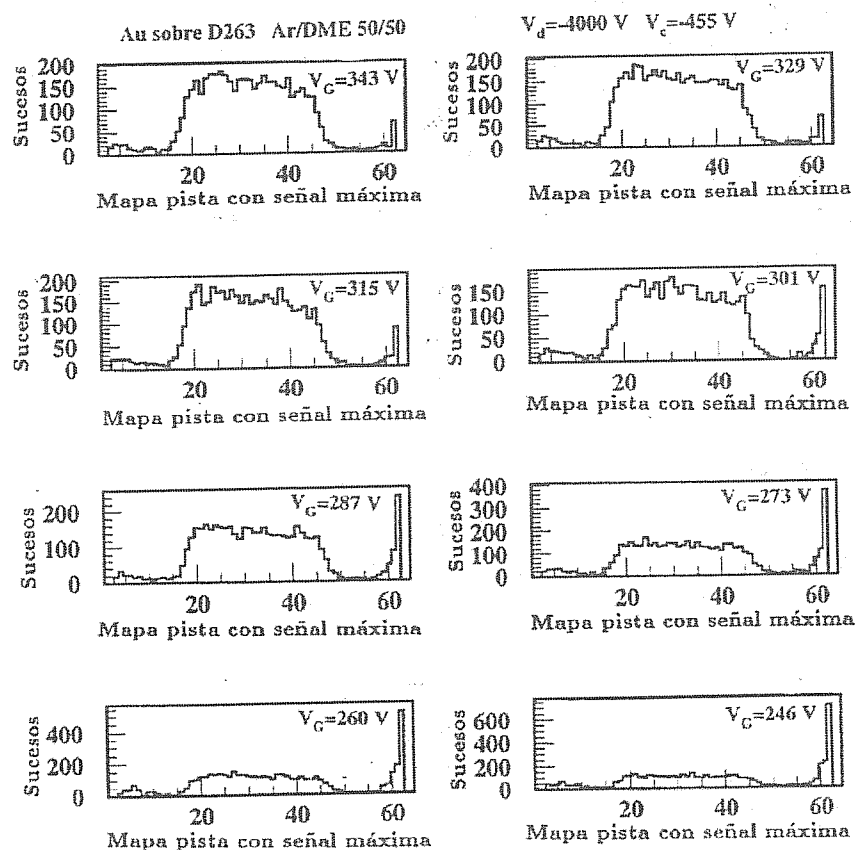 Au sobre D263 Ar/DME 50/50
V_d=-4000 V V_c=-455 V
Sucesos
200
150
100
50
0
V_G=343 V
20 40 60
Mapa pista con señal máxima
Sucesos
200
150
100
50
0
V_G=329 V
20 40 60
Mapa pista con señal máxima
Sucesos
200
150
100
50
0
V_G=315 V
20 40 60
Mapa pista con señal máxima
Sucesos
150
100
50
0
V_G=301 V
20 40 60
Mapa pista con señal máxima
Sucesos
200
100
0
V_G=287 V
20 40 60
Mapa pista con señal máxima
Sucesos
400
300
200
100
0
V_G=273 V
20 40 60
Mapa pista con señal máxima
Sucesos
400
200
0
V_G=260 V
20 40 60
Mapa pista con señal máxima
Sucesos
600
400
200
0
V_G=246 V
20 40 60
Mapa pista con señal máxima